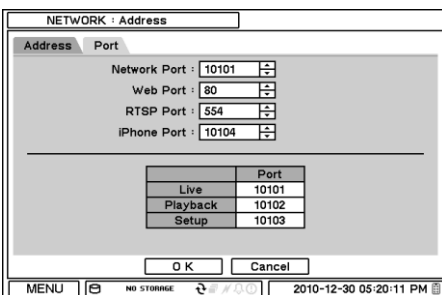 NETWORK : Address
Address Port
Network Port : 10101
Web Port : 80
RTSP Port : 554
iPhone Port : 10104
Port
Live 10101
Playback 10102
Setup 10103
OK Cancel
MENU NO STORAGE 2010-12-30 05:20:11 PM